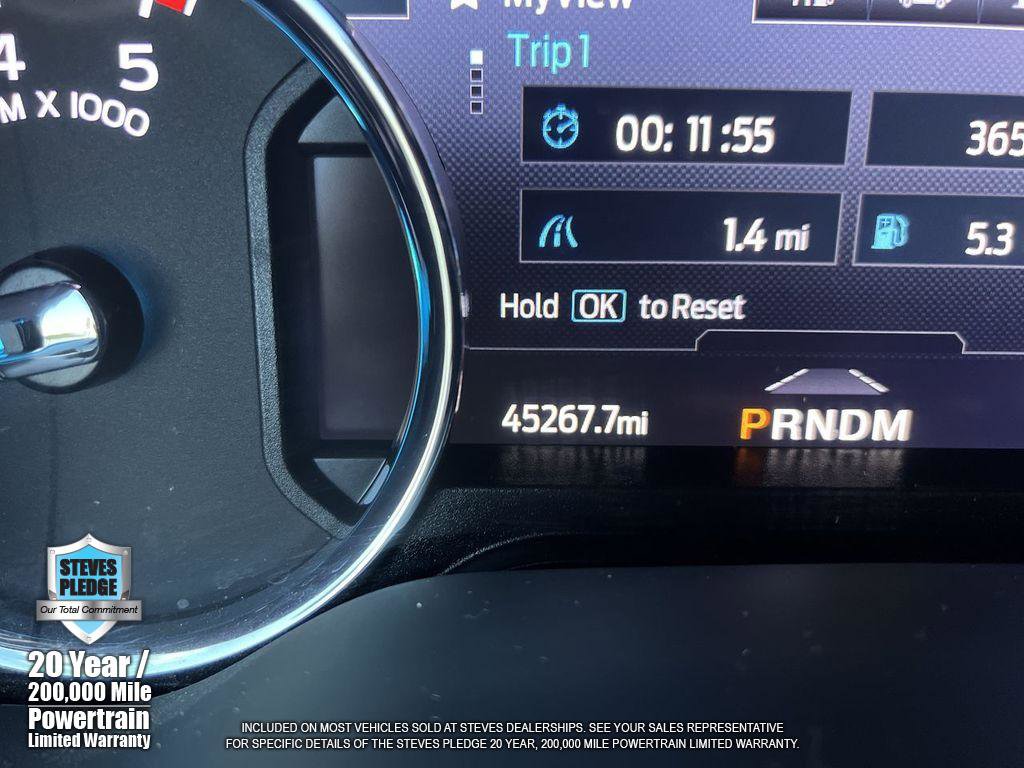 MyView
4
5
M X 1000
Trip 1
00: 11 :55
365
1.4 mi
5.3
Hold OK to Reset
45267.7mi
PRNDM
STEVES
PLEDGE
Our Total Commitment
20 Year /
200,000 Mile
Powertrain
Limited Warranty
INCLUDED ON MOST VEHICLES SOLD AT STEVES DEALERSHIPS. SEE YOUR SALES REPRESENTATIVE
FOR SPECIFIC DETAILS OF THE STEVES PLEDGE 20 YEAR, 200,000 MILE POWERTRAIN LIMITED WARRANTY.